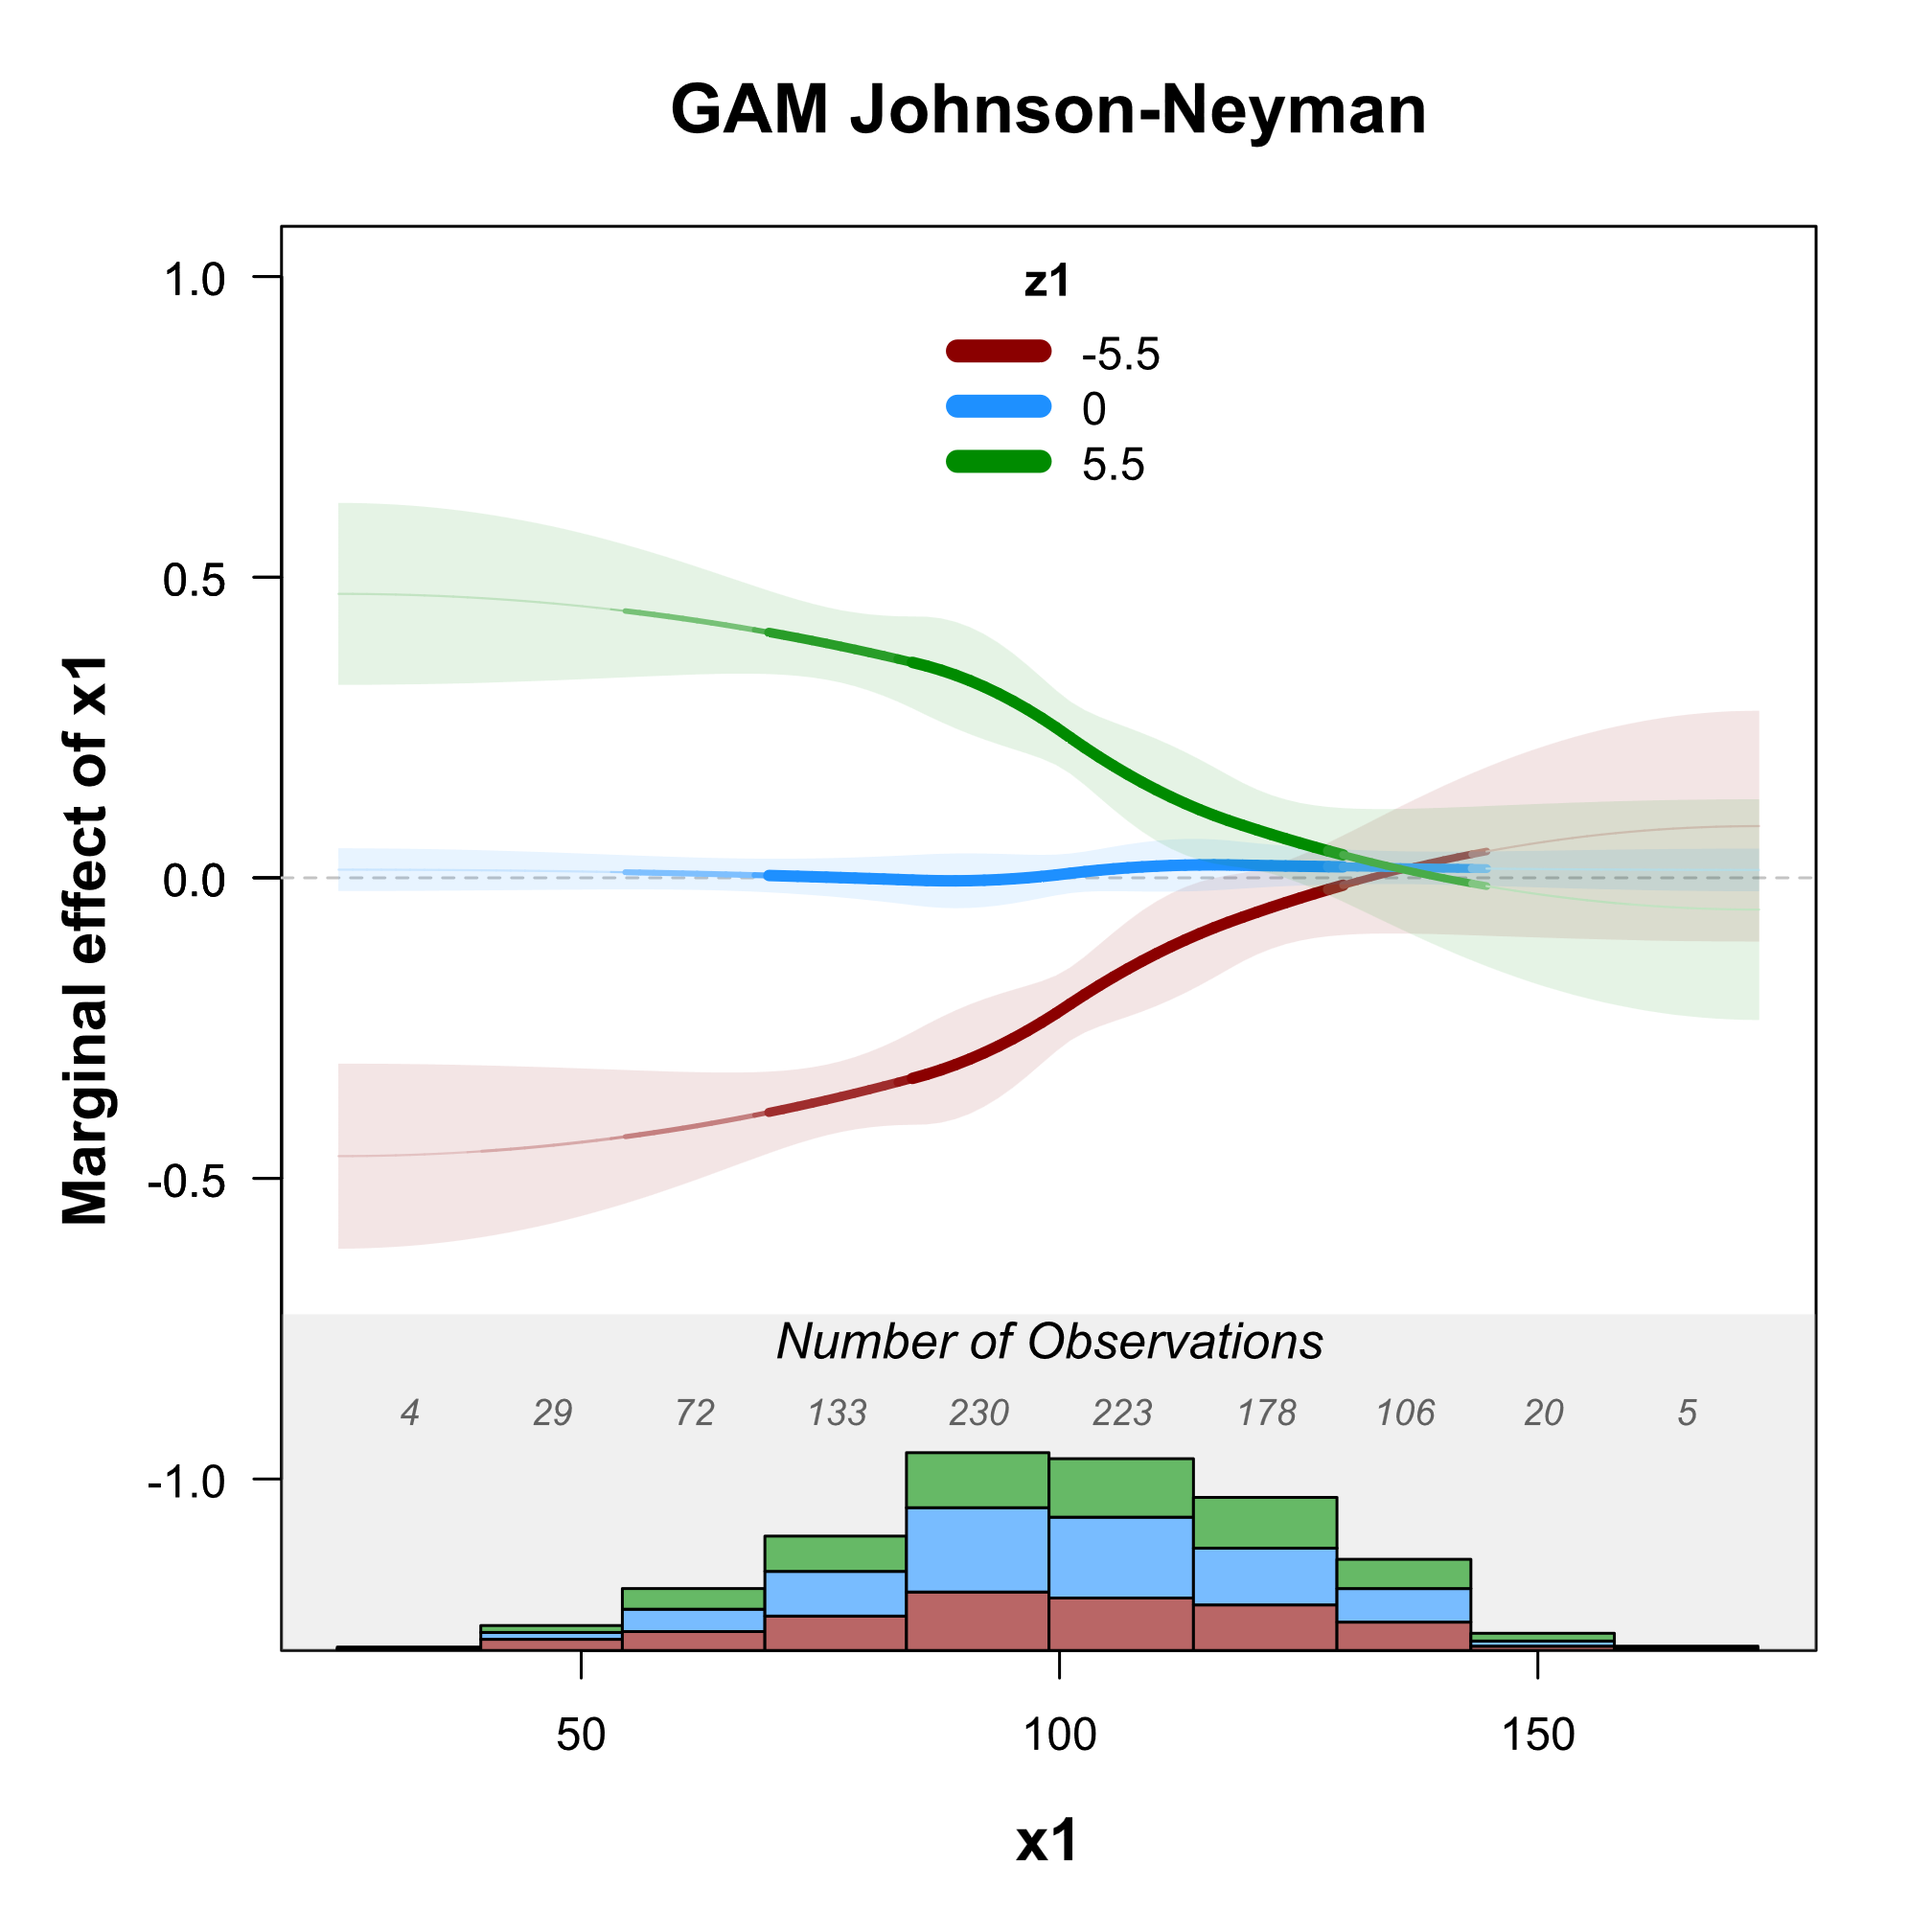 GAM Johnson-Neyman
z1
-5.5
0
5.5
Marginal effect of x1
1.0
0.5
0.0
-0.5
-1.0
Number of Observations
4 29 72 133 230 223 178 106 20 5
50 100 150
x1